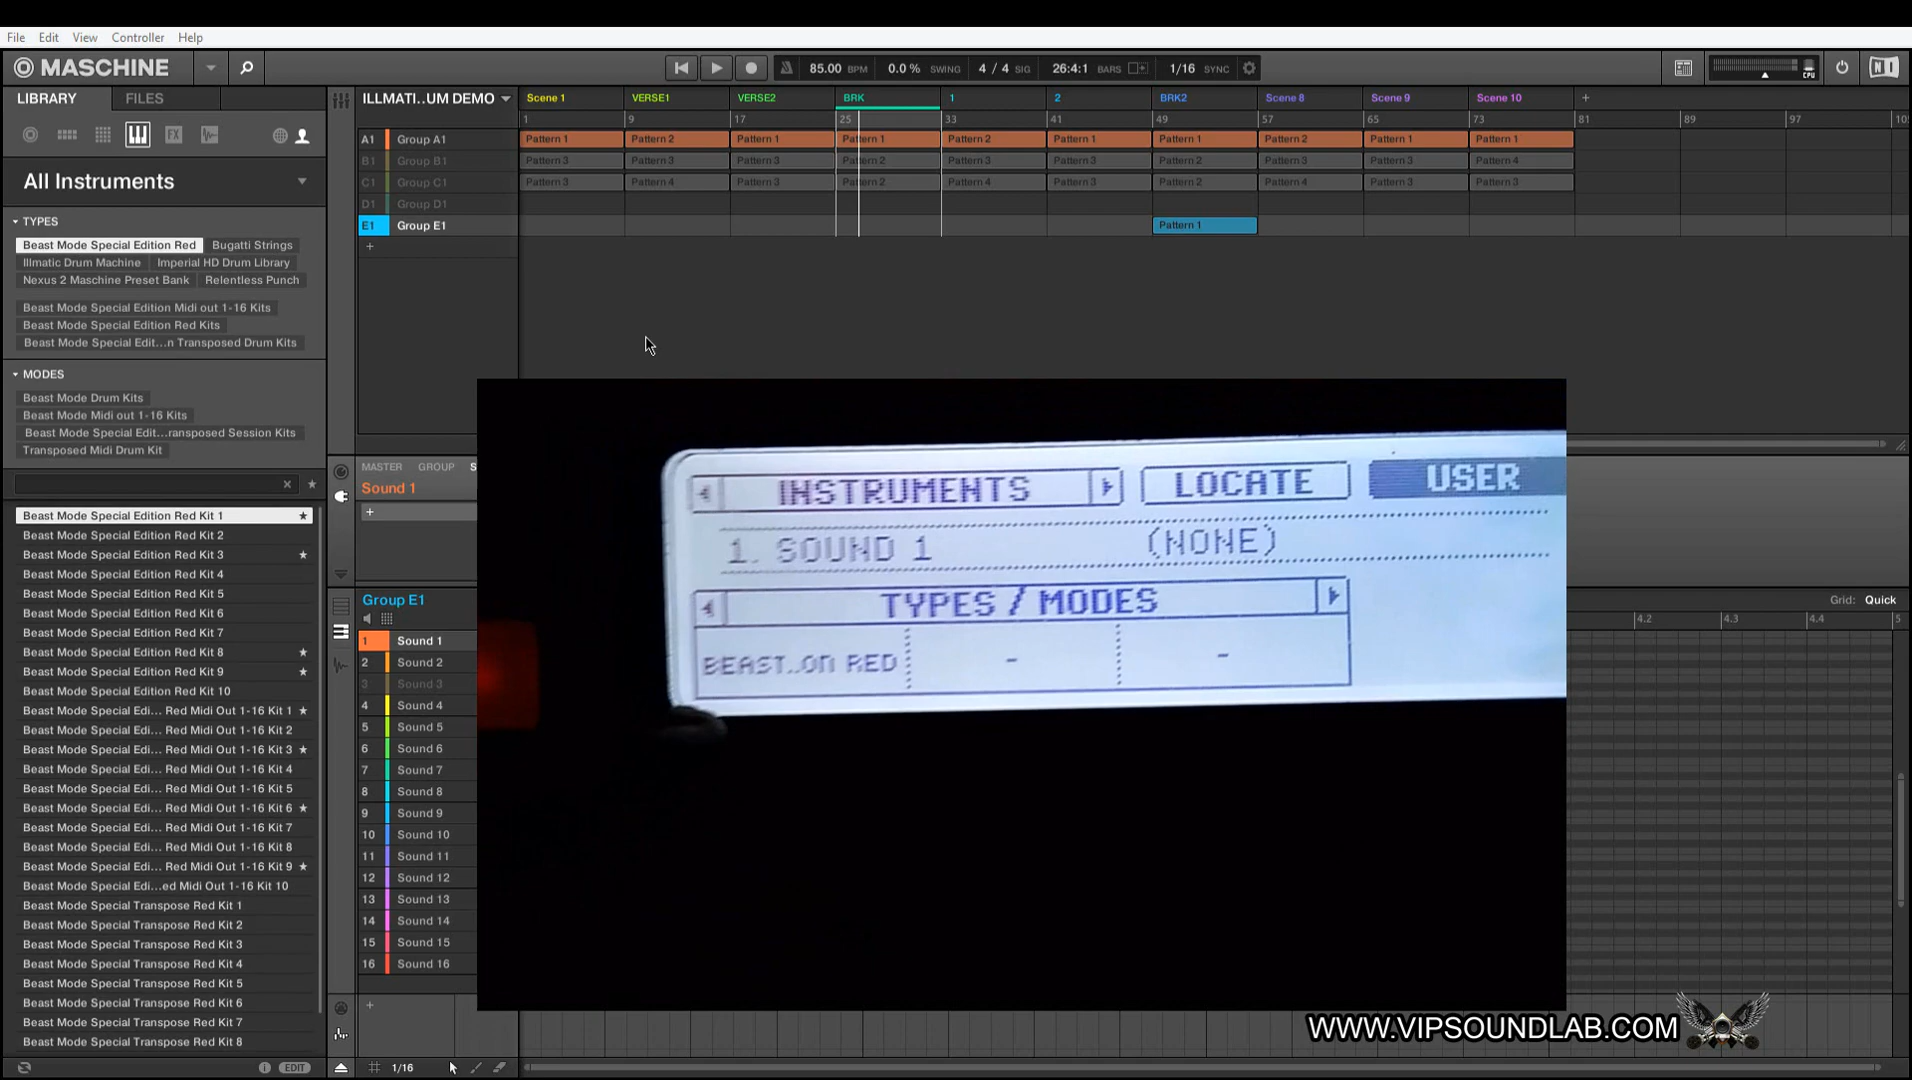 File Edit View Controller Help
MASCHINE
85.00 BPM 0.0 % SWING 4 / 4 SIG 26:4:1 BARS 1/16 SYNC
CPU
LIBRARY FILES
ILLMATI..UM DEMO Scene 1 VERSE1 VERSE2 BRK 1 2 BRK2 Scene 8 Scene 9 Scene 10 +
1 9 17 25 33 41 49 57 65 73 81 89 97 105
FX
A1 Group A1 Pattern 1 Pattern 2 Pattern 1 Pattern 1 Pattern 2 Pattern 1 Pattern 1 Pattern 2 Pattern 1 Pattern 1
B1 Group B1 Pattern 3 Pattern 3 Pattern 3 Pattern 2 Pattern 3 Pattern 3 Pattern 2 Pattern 3 Pattern 3 Pattern 4
C1 Group C1 Pattern 3 Pattern 4 Pattern 3 Pattern 2 Pattern 4 Pattern 3 Pattern 2 Pattern 4 Pattern 3 Pattern 3
D1 Group D1
E1 Group E1 Pattern 1
+
All Instruments
TYPES
Beast Mode Special Edition Red Bugatti Strings
Illmatic Drum Machine Imperial HD Drum Library
Nexus 2 Maschine Preset Bank Relentless Punch
Beast Mode Special Edition Midi out 1-16 Kits
Beast Mode Special Edition Red Kits
Beast Mode Special Edit...n Transposed Drum Kits
MODES
Beast Mode Drum Kits
Beast Mode Midi out 1-16 Kits
Beast Mode Special Edit...ransposed Session Kits
Transposed Midi Drum Kit
Beast Mode Special Edition Red Kit 1
Beast Mode Special Edition Red Kit 2
Beast Mode Special Edition Red Kit 3
Beast Mode Special Edition Red Kit 4
Beast Mode Special Edition Red Kit 5
Beast Mode Special Edition Red Kit 6
Beast Mode Special Edition Red Kit 7
Beast Mode Special Edition Red Kit 8
Beast Mode Special Edition Red Kit 9
Beast Mode Special Edition Red Kit 10
Beast Mode Special Edi... Red Midi Out 1-16 Kit 1
Beast Mode Special Edi... Red Midi Out 1-16 Kit 2
Beast Mode Special Edi... Red Midi Out 1-16 Kit 3
Beast Mode Special Edi... Red Midi Out 1-16 Kit 4
Beast Mode Special Edi... Red Midi Out 1-16 Kit 5
Beast Mode Special Edi... Red Midi Out 1-16 Kit 6
Beast Mode Special Edi... Red Midi Out 1-16 Kit 7
Beast Mode Special Edi... Red Midi Out 1-16 Kit 8
Beast Mode Special Edi... Red Midi Out 1-16 Kit 9
Beast Mode Special Edi...ed Midi Out 1-16 Kit 10
Beast Mode Special Transpose Red Kit 1
Beast Mode Special Transpose Red Kit 2
Beast Mode Special Transpose Red Kit 3
Beast Mode Special Transpose Red Kit 4
Beast Mode Special Transpose Red Kit 5
Beast Mode Special Transpose Red Kit 6
Beast Mode Special Transpose Red Kit 7
Beast Mode Special Transpose Red Kit 8
EDIT
MASTER GROUP S
Sound 1
+
Group E1
1 Sound 1
2 Sound 2
3 Sound 3
4 Sound 4
5 Sound 5
6 Sound 6
7 Sound 7
8 Sound 8
9 Sound 9
10 Sound 10
11 Sound 11
12 Sound 12
13 Sound 13
14 Sound 14
15 Sound 15
16 Sound 16
+
1/16
INSTRUMENTS LOCATE USER
1. SOUND 1 (NONE)
TYPES / MODES
BEAST..ON RED - -
Grid: Quick
4.2 4.3 4.4 5
WWW.VIPSOUNDLAB.COM